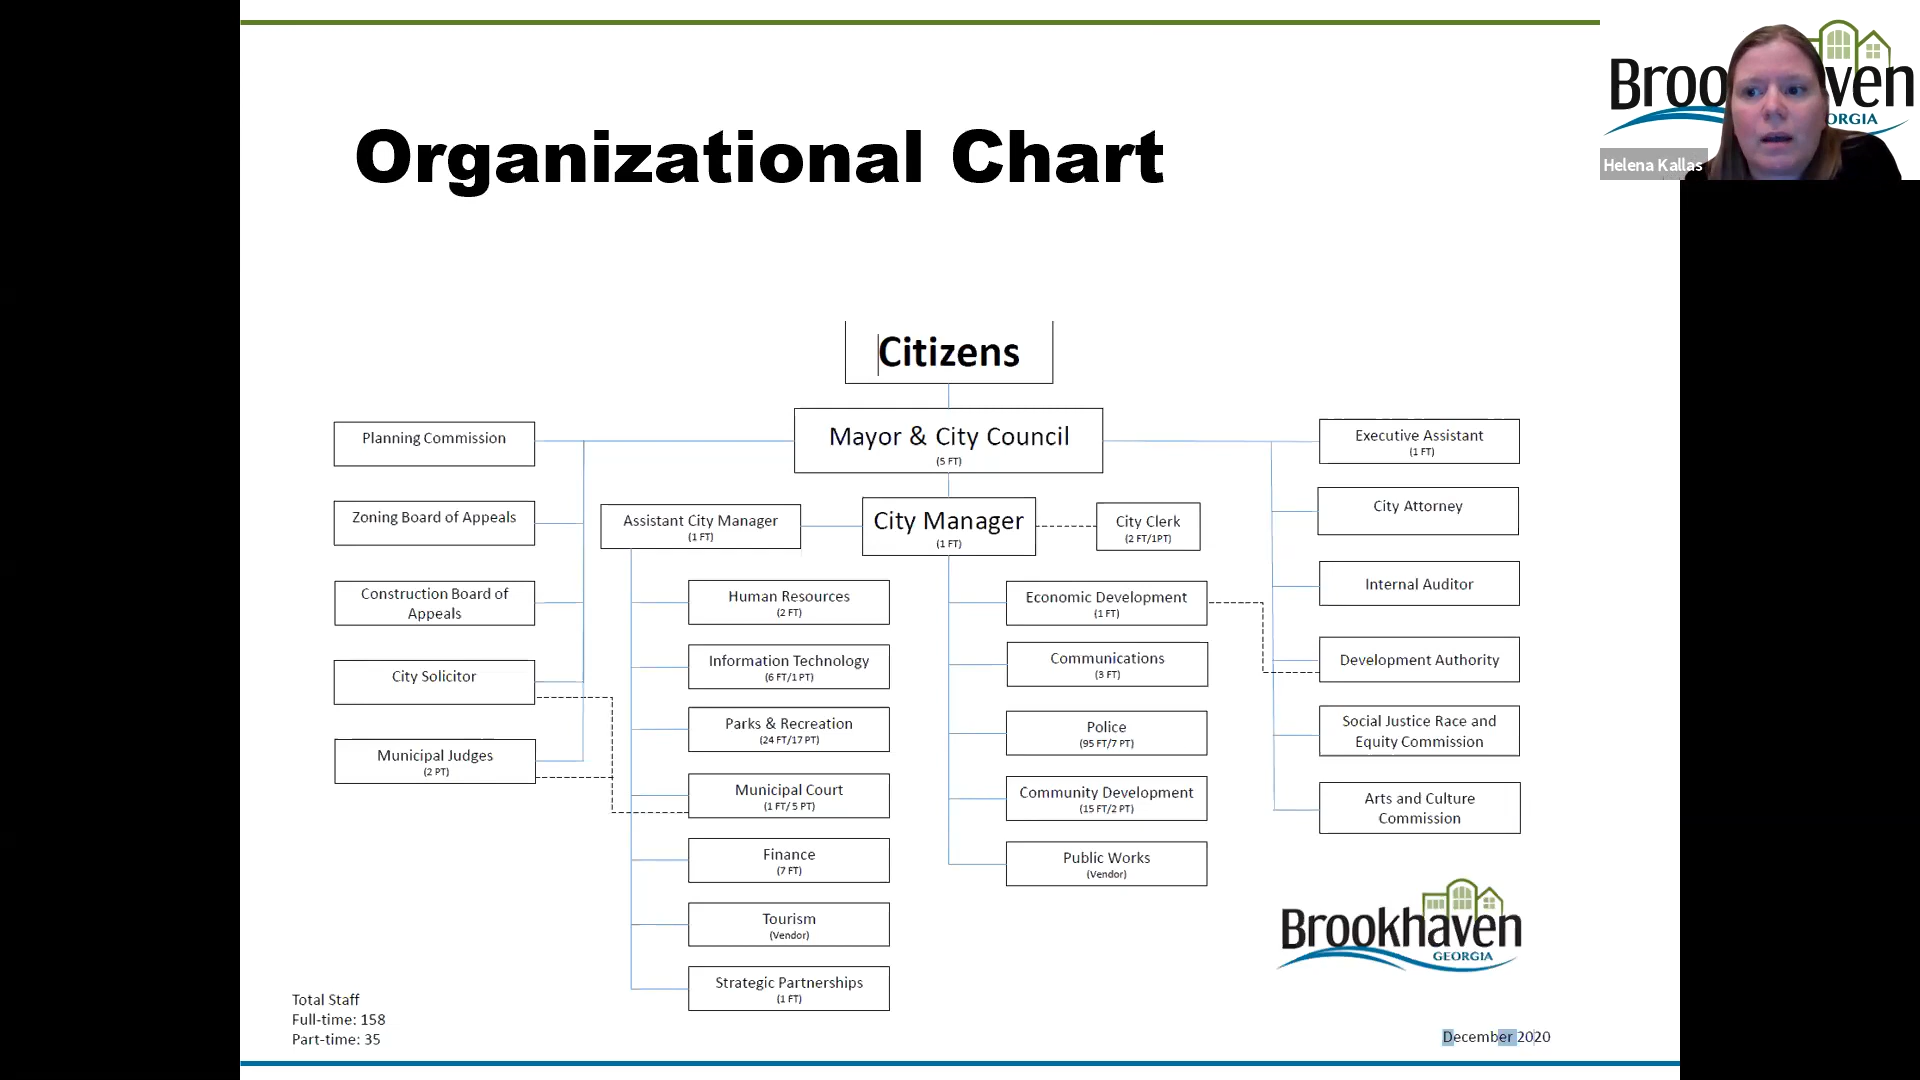 Organizational Chart
Brookhaven
GEORGIA
Helena Kallas
Citizens
Mayor & City Council
(5 FT)
Planning Commission
Zoning Board of Appeals
Construction Board of
Appeals
City Solicitor
Municipal Judges
(2 PT)
Assistant City Manager
(1 FT)
City Manager
(1 FT)
City Clerk
(2 FT/1PT)
Human Resources
(2 FT)
Information Technology
(6 FT/1 PT)
Parks & Recreation
(24 FT/17 PT)
Municipal Court
(1 FT/ 5 PT)
Finance
(7 FT)
Tourism
(Vendor)
Strategic Partnerships
(1 FT)
Economic Development
(1 FT)
Communications
(3 FT)
Police
(95 FT/7 PT)
Community Development
(15 FT/2 PT)
Public Works
(Vendor)
Executive Assistant
(1 FT)
City Attorney
Internal Auditor
Development Authority
Social Justice Race and
Equity Commission
Arts and Culture
Commission
Brookhaven
GEORGIA
Total Staff
Full-time: 158
Part-time: 35
December 2020